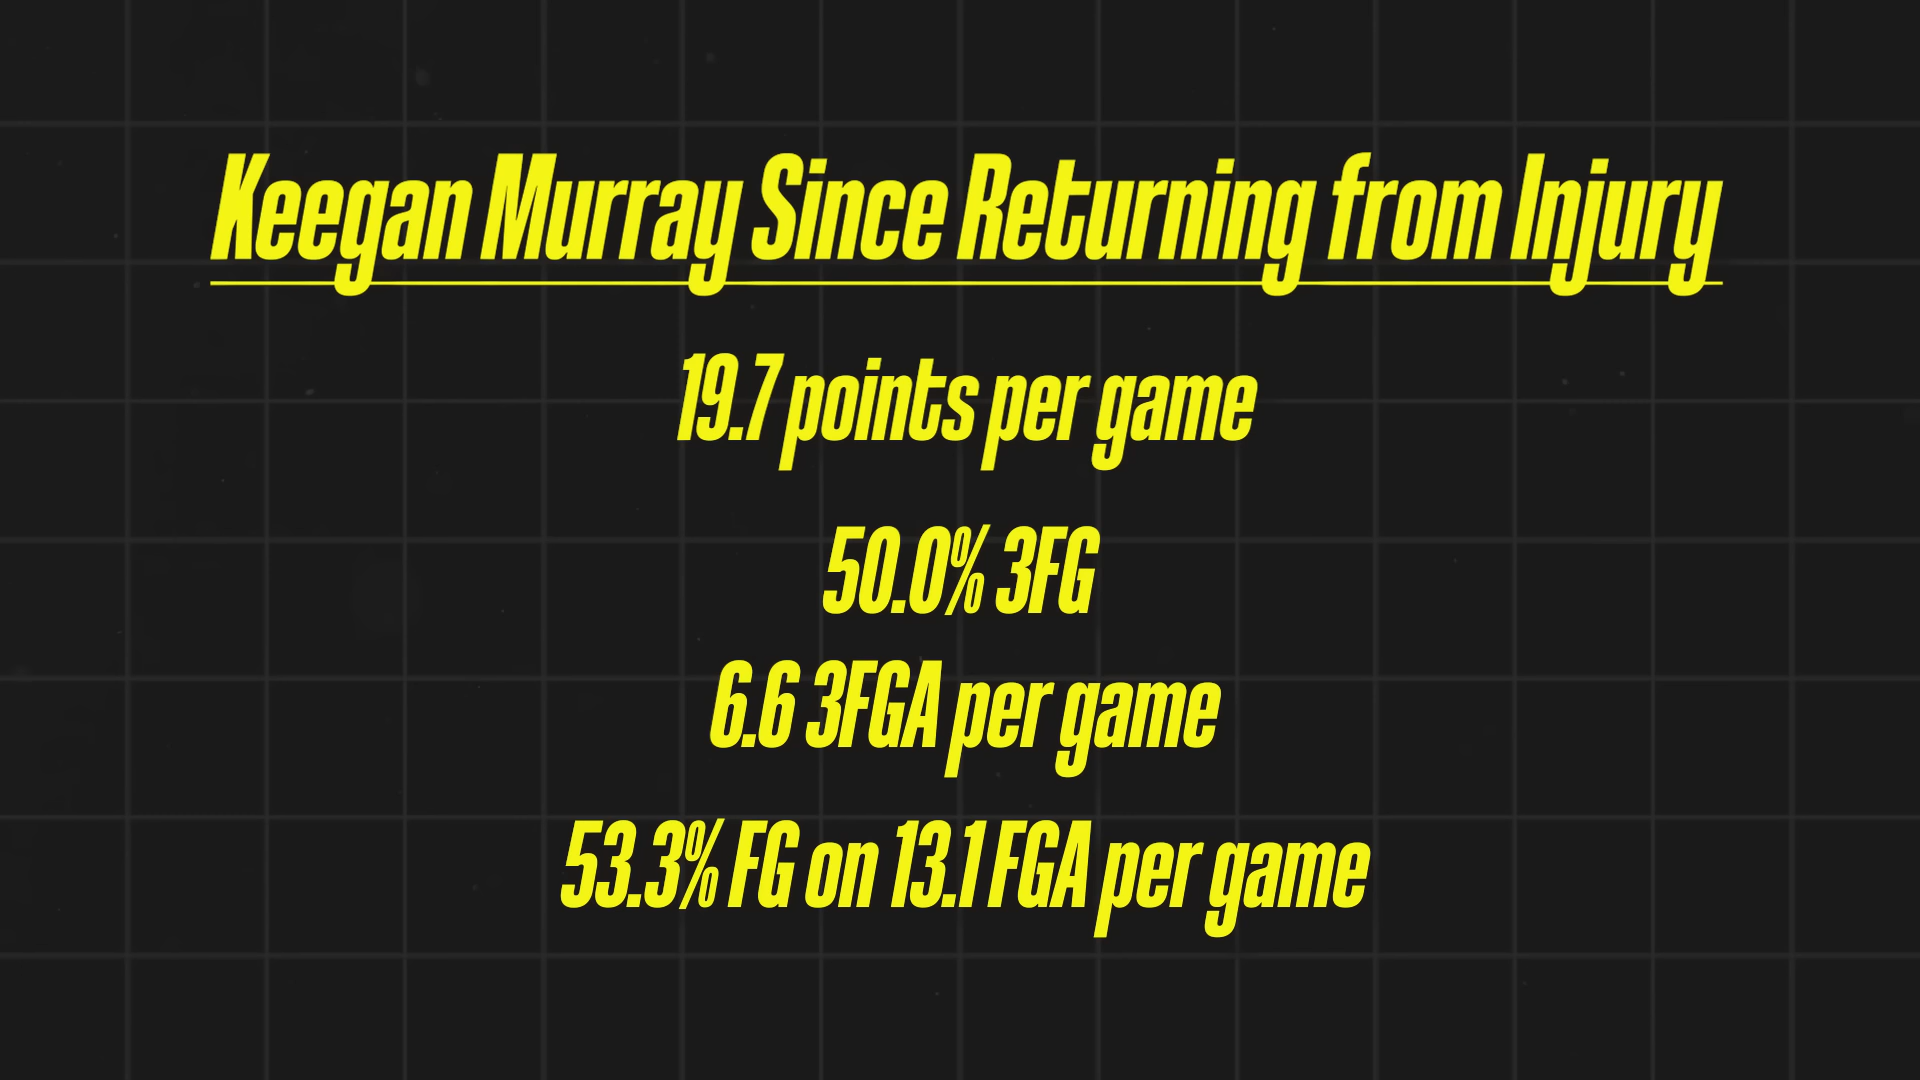 Keegan Murray Since Returning from Injury
19.7 points per game
50.0% 3FG
6.6 3FGA per game
53.3% FG on 13.1 FGA per game